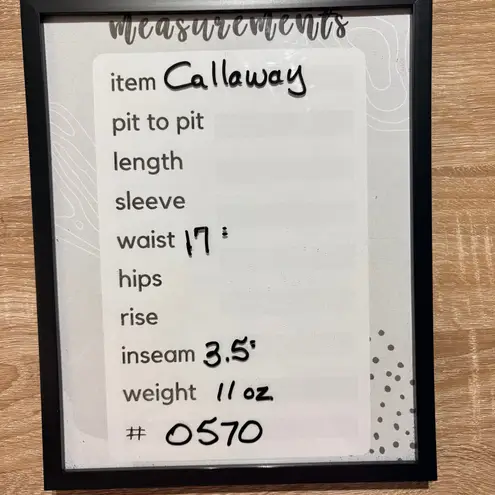 measurements
item Callaway
pit to pit
length
sleeve
waist 17"
hips
rise
inseam 3.5"
weight 11 oz
# 0570